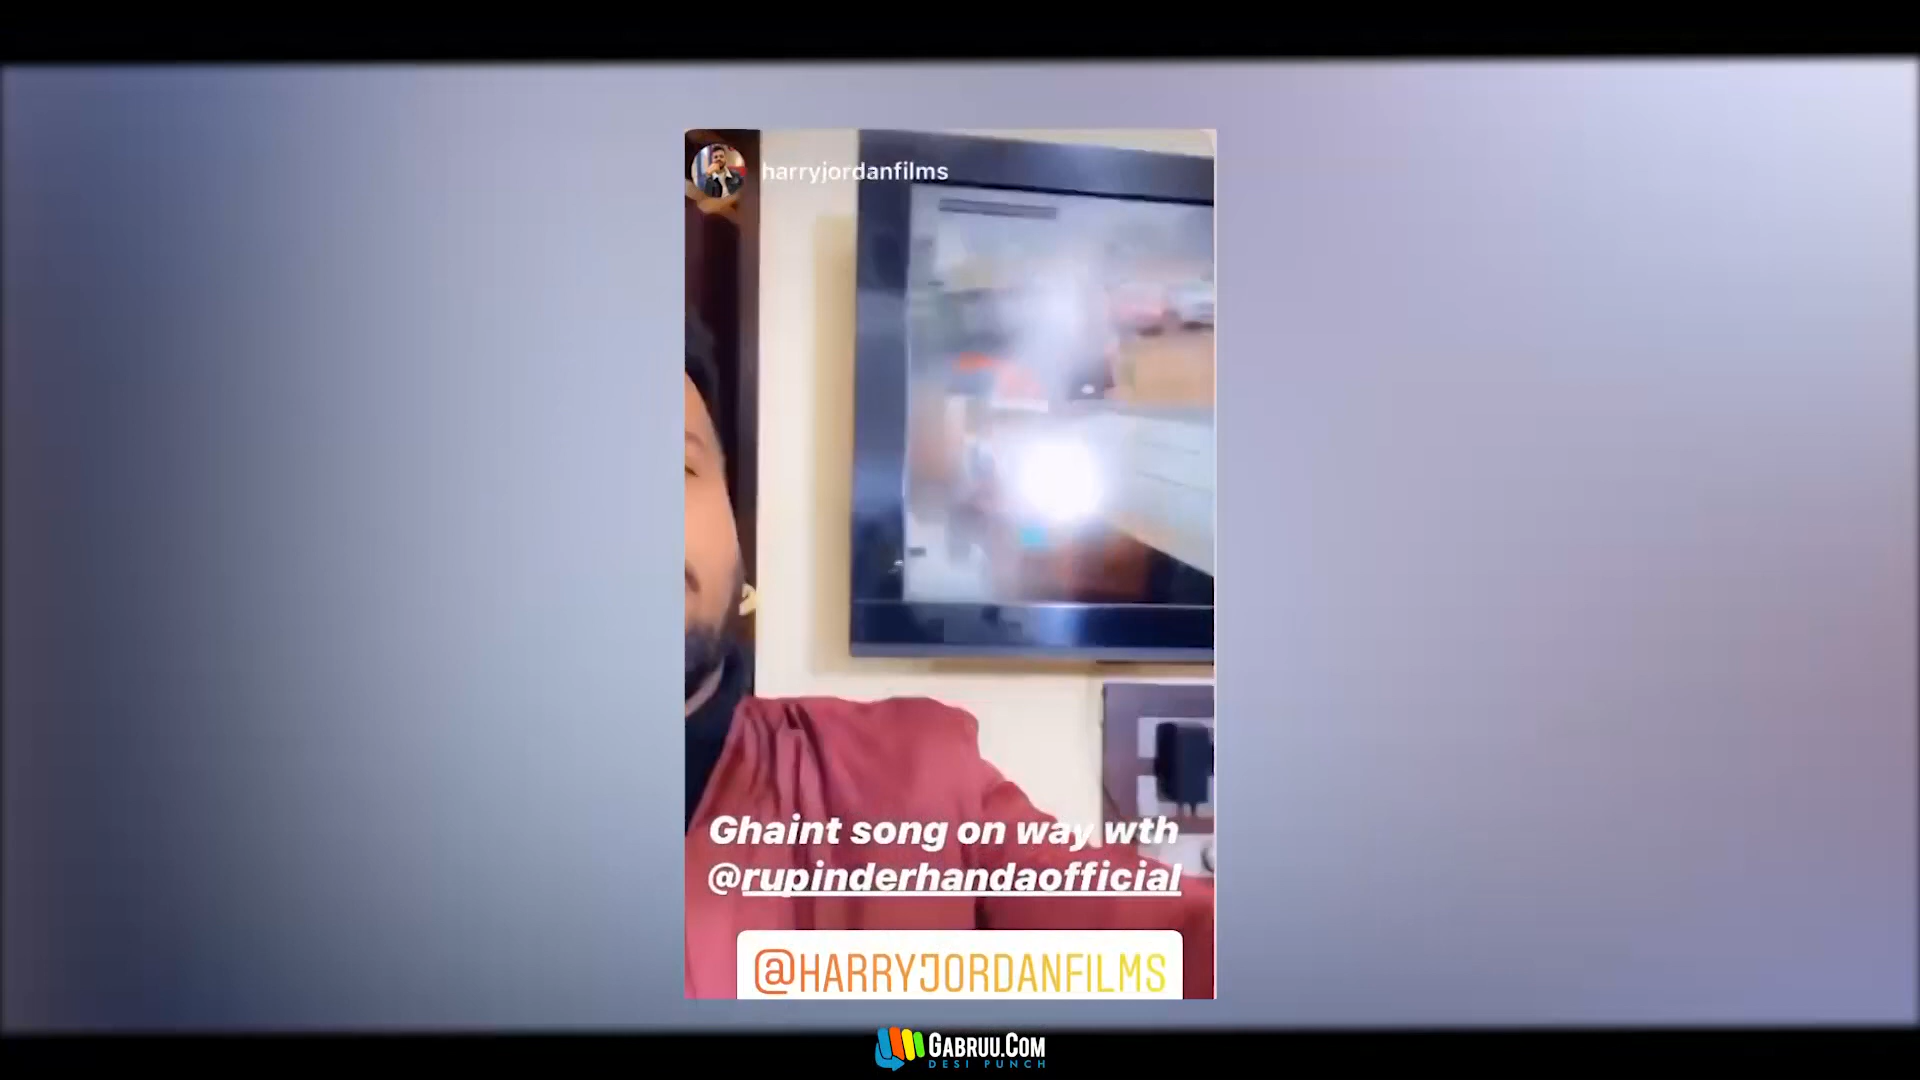 harryjordanfilms
Ghaint song on way wth
@rupinderhandaofficial
@HARRYJORDANFILMS
GABRUU.COM
DESI PUNCH